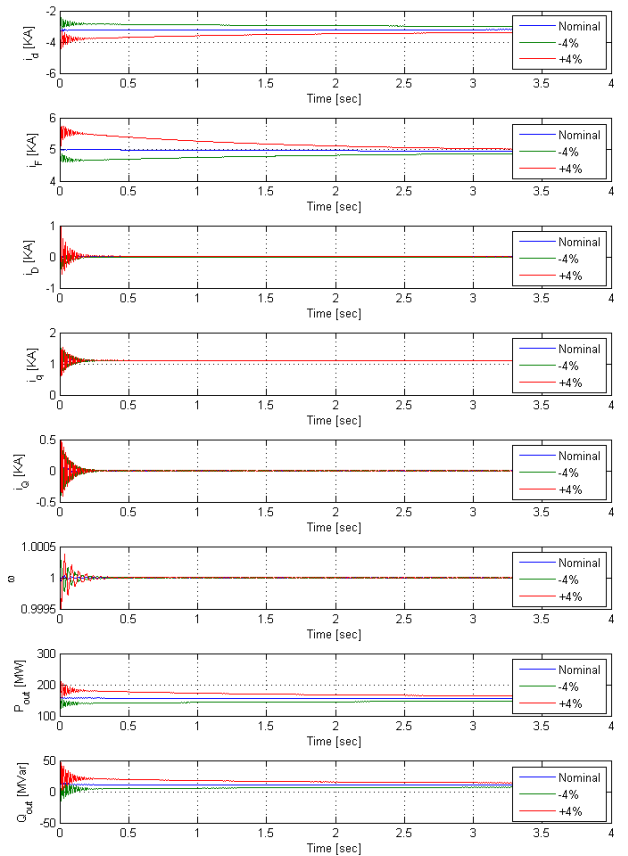 -2
-4
-6
i_d [KA]
Nominal
-4%
+4%
0 0.5 1 1.5 2 2.5 3 3.5 4
Time [sec]
6
5
4
i_F [KA]
Nominal
-4%
+4%
0 0.5 1 1.5 2 2.5 3 3.5 4
Time [sec]
1
0
-1
i_D [KA]
Nominal
-4%
+4%
0 0.5 1 1.5 2 2.5 3 3.5 4
Time [sec]
2
1
0
i_q [KA]
Nominal
-4%
+4%
0 0.5 1 1.5 2 2.5 3 3.5 4
Time [sec]
0.5
0
-0.5
i_Q [KA]
Nominal
-4%
+4%
0 0.5 1 1.5 2 2.5 3 3.5 4
Time [sec]
1.0005
1
0.9995
ω
Nominal
-4%
+4%
0 0.5 1 1.5 2 2.5 3 3.5 4
Time [sec]
300
200
100
P_out [MW]
Nominal
-4%
+4%
0 0.5 1 1.5 2 2.5 3 3.5 4
Time [sec]
50
0
-50
Q_out [MVar]
Nominal
-4%
+4%
0 0.5 1 1.5 2 2.5 3 3.5 4
Time [sec]